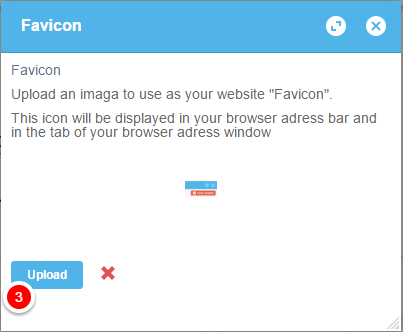 Favicon
Favicon
Upload an imaga to use as your website "Favicon".
This icon will be displayed in your browser adress bar and
in the tab of your browser adress window
Upload
3